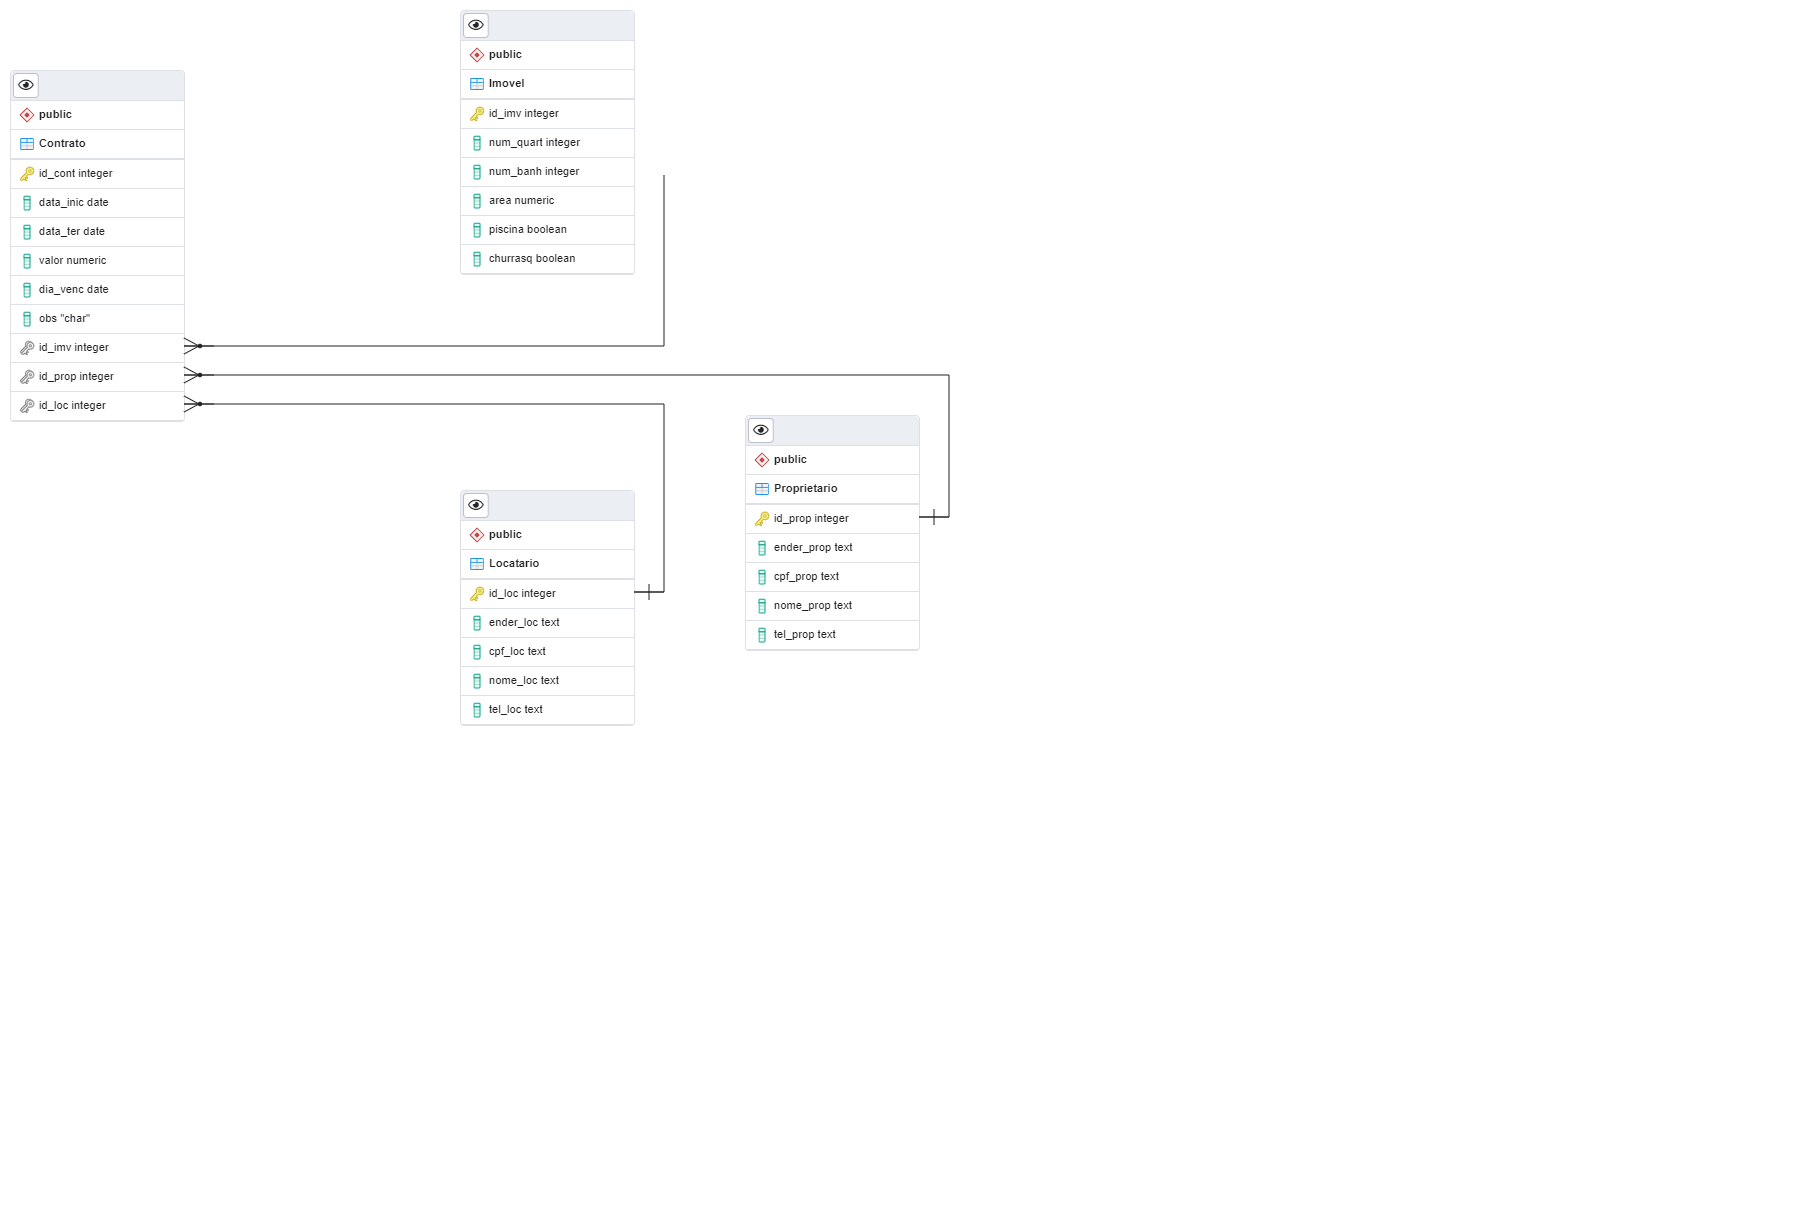 public
Contrato
id_cont integer
data_inic date
data_ter date
valor numeric
dia_venc date
obs "char"
id_imv integer
id_prop integer
id_loc integer
public
Imovel
id_imv integer
num_quart integer
num_banh integer
area numeric
piscina boolean
churrasq boolean
public
Locatario
id_loc integer
ender_loc text
cpf_loc text
nome_loc text
tel_loc text
public
Proprietario
id_prop integer
ender_prop text
cpf_prop text
nome_prop text
tel_prop text